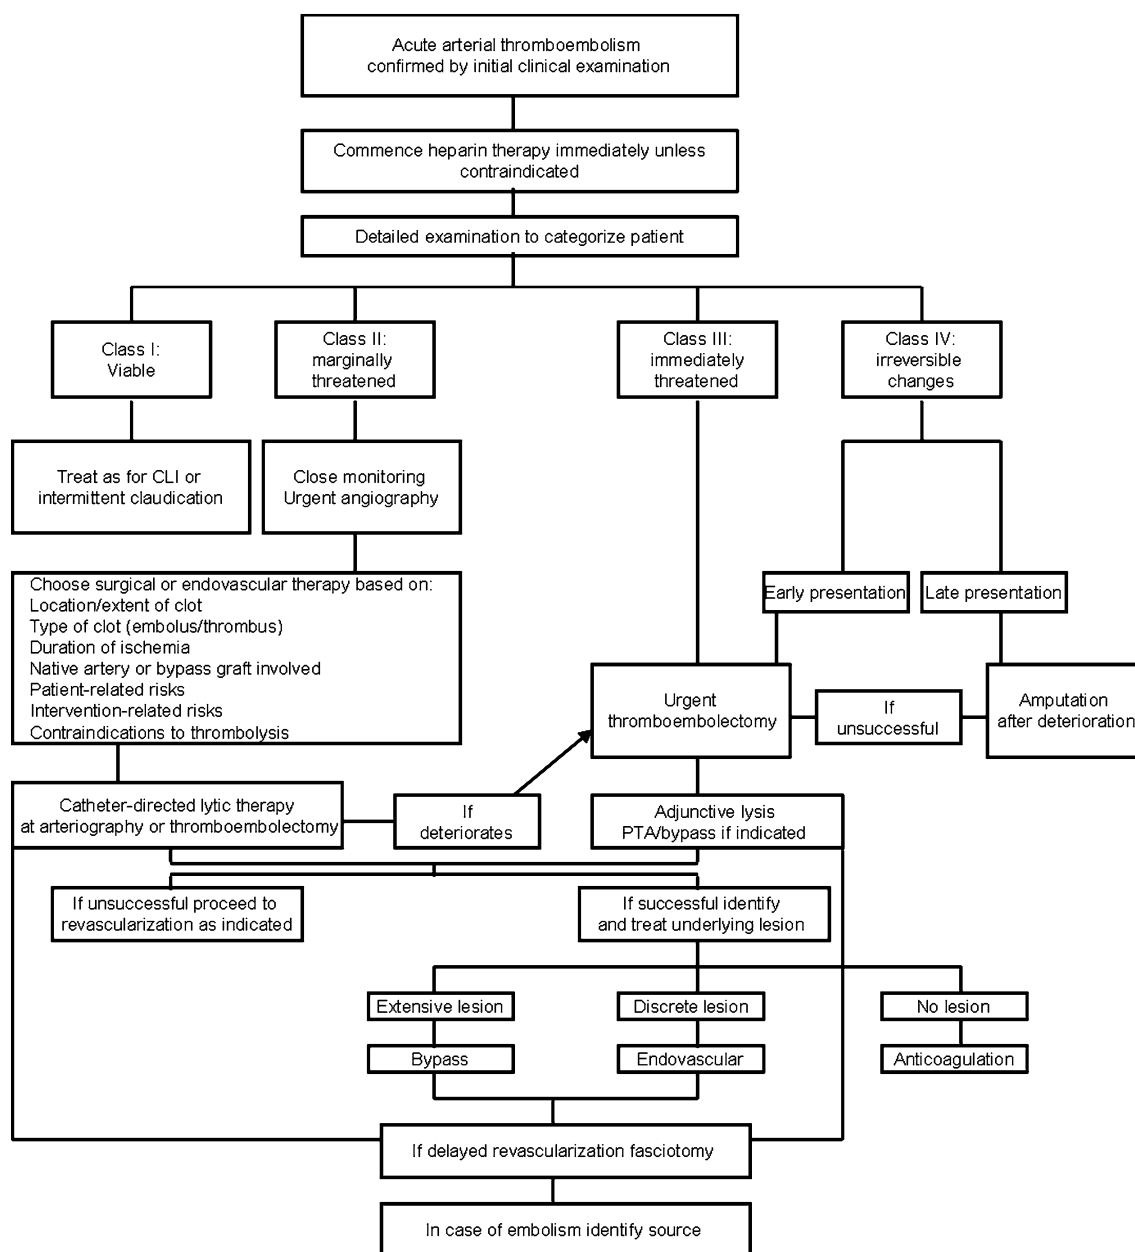 Acute arterial thromboembolism
confirmed by initial clinical examination
Commence heparin therapy immediately unless
contraindicated
Detailed examination to categorize patient
Class I:
Viable
Class II:
marginally
threatened
Class III:
immediately
threatened
Class IV:
irreversible
changes
Treat as for CLI or
intermittent claudication
Close monitoring
Urgent angiography
Choose surgical or endovascular therapy based on:
Location/extent of clot
Type of clot (embolus/thrombus)
Duration of ischemia
Native artery or bypass graft involved
Patient-related risks
Intervention-related risks
Contraindications to thrombolysis
Early presentation
Late presentation
Urgent
thromboembolectomy
If
unsuccessful
Amputation
after deterioration
Catheter-directed lytic therapy
at arteriography or thromboembolectomy
If
deteriorates
Adjunctive lysis
PTA/bypass if indicated
If unsuccessful proceed to
revascularization as indicated
If successful identify
and treat underlying lesion
Extensive lesion
Discrete lesion
No lesion
Bypass
Endovascular
Anticoagulation
If delayed revascularization fasciotomy
In case of embolism identify source